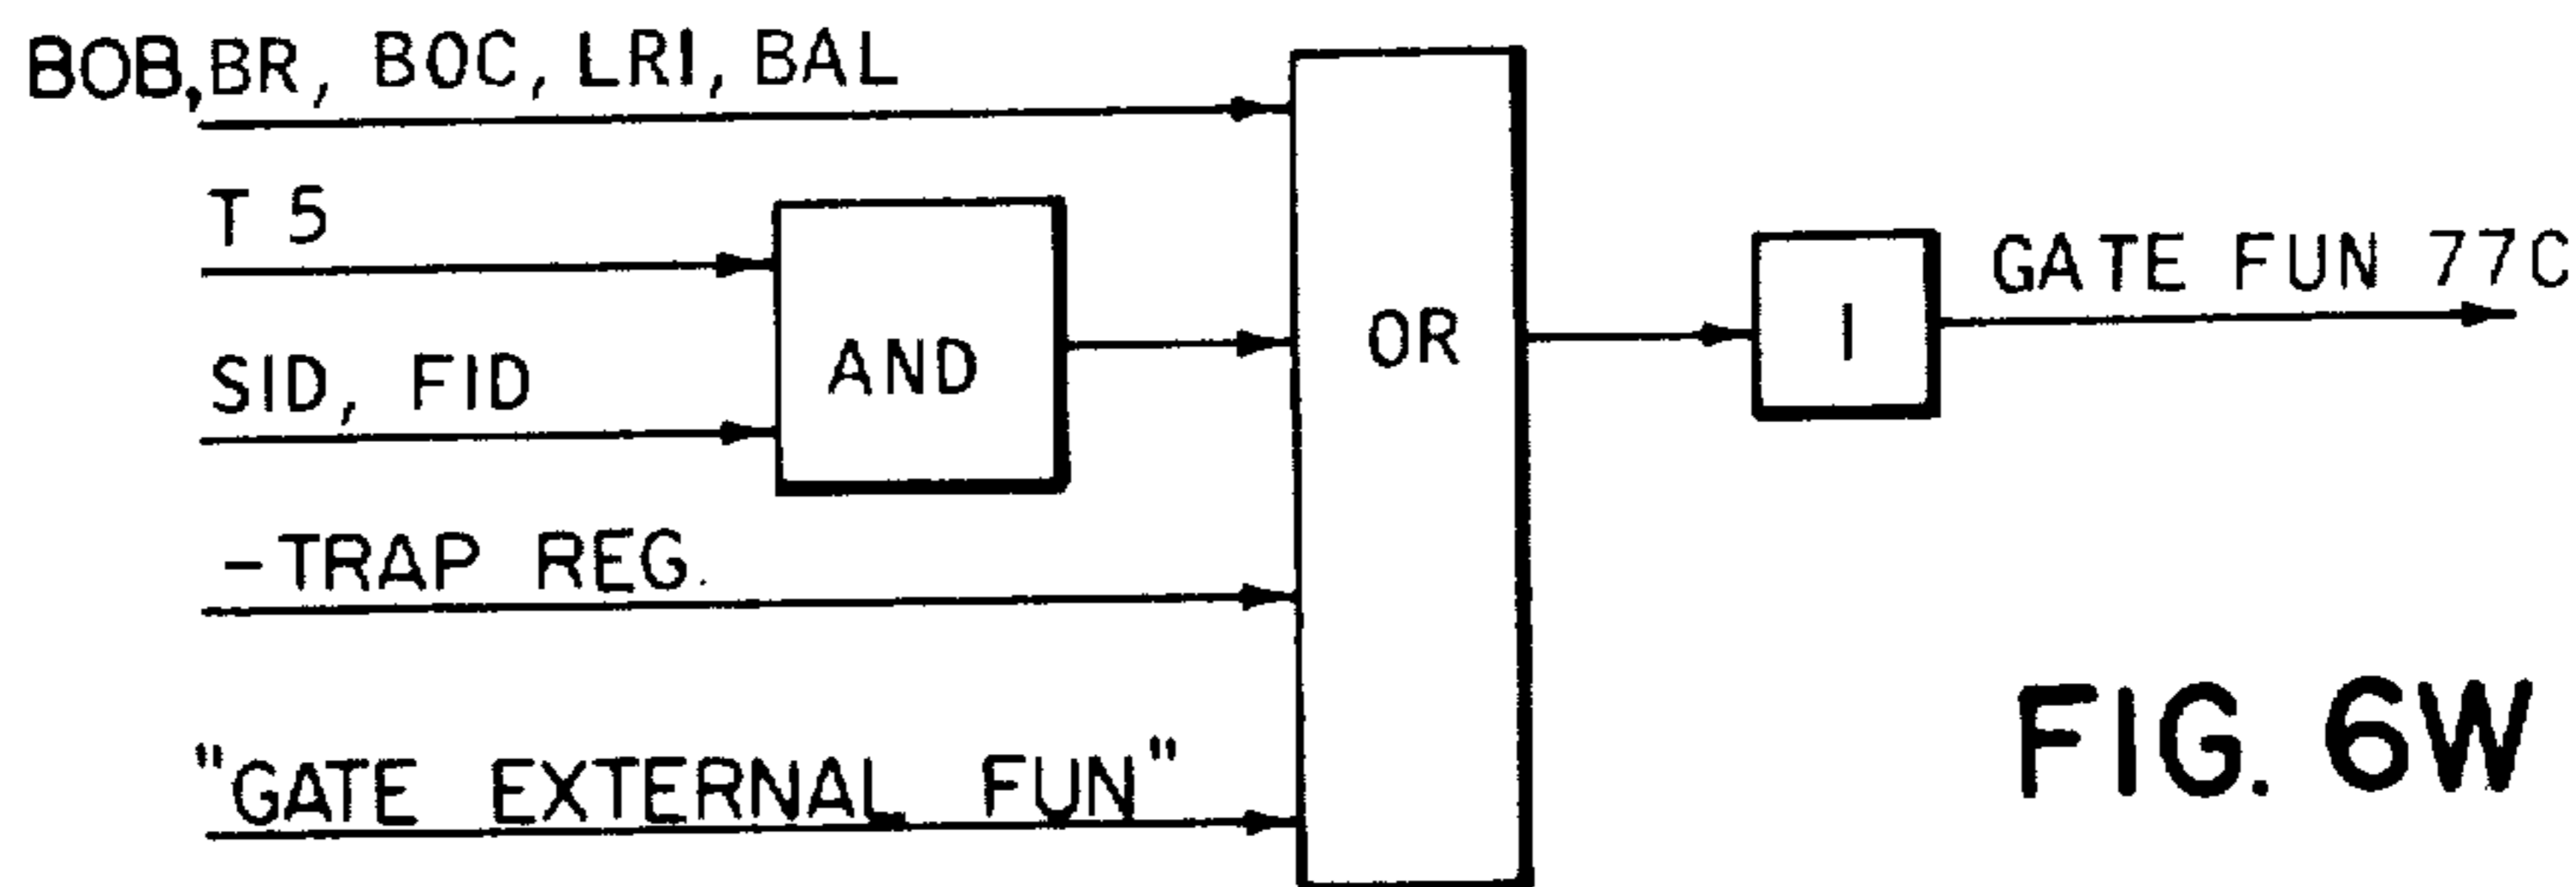 BOB, BR, BOC, LRI, BAL
T 5
SID, FID
AND
-TRAP REG.
"GATE EXTERNAL FUN"
OR
I
GATE FUN 77C
FIG. 6W